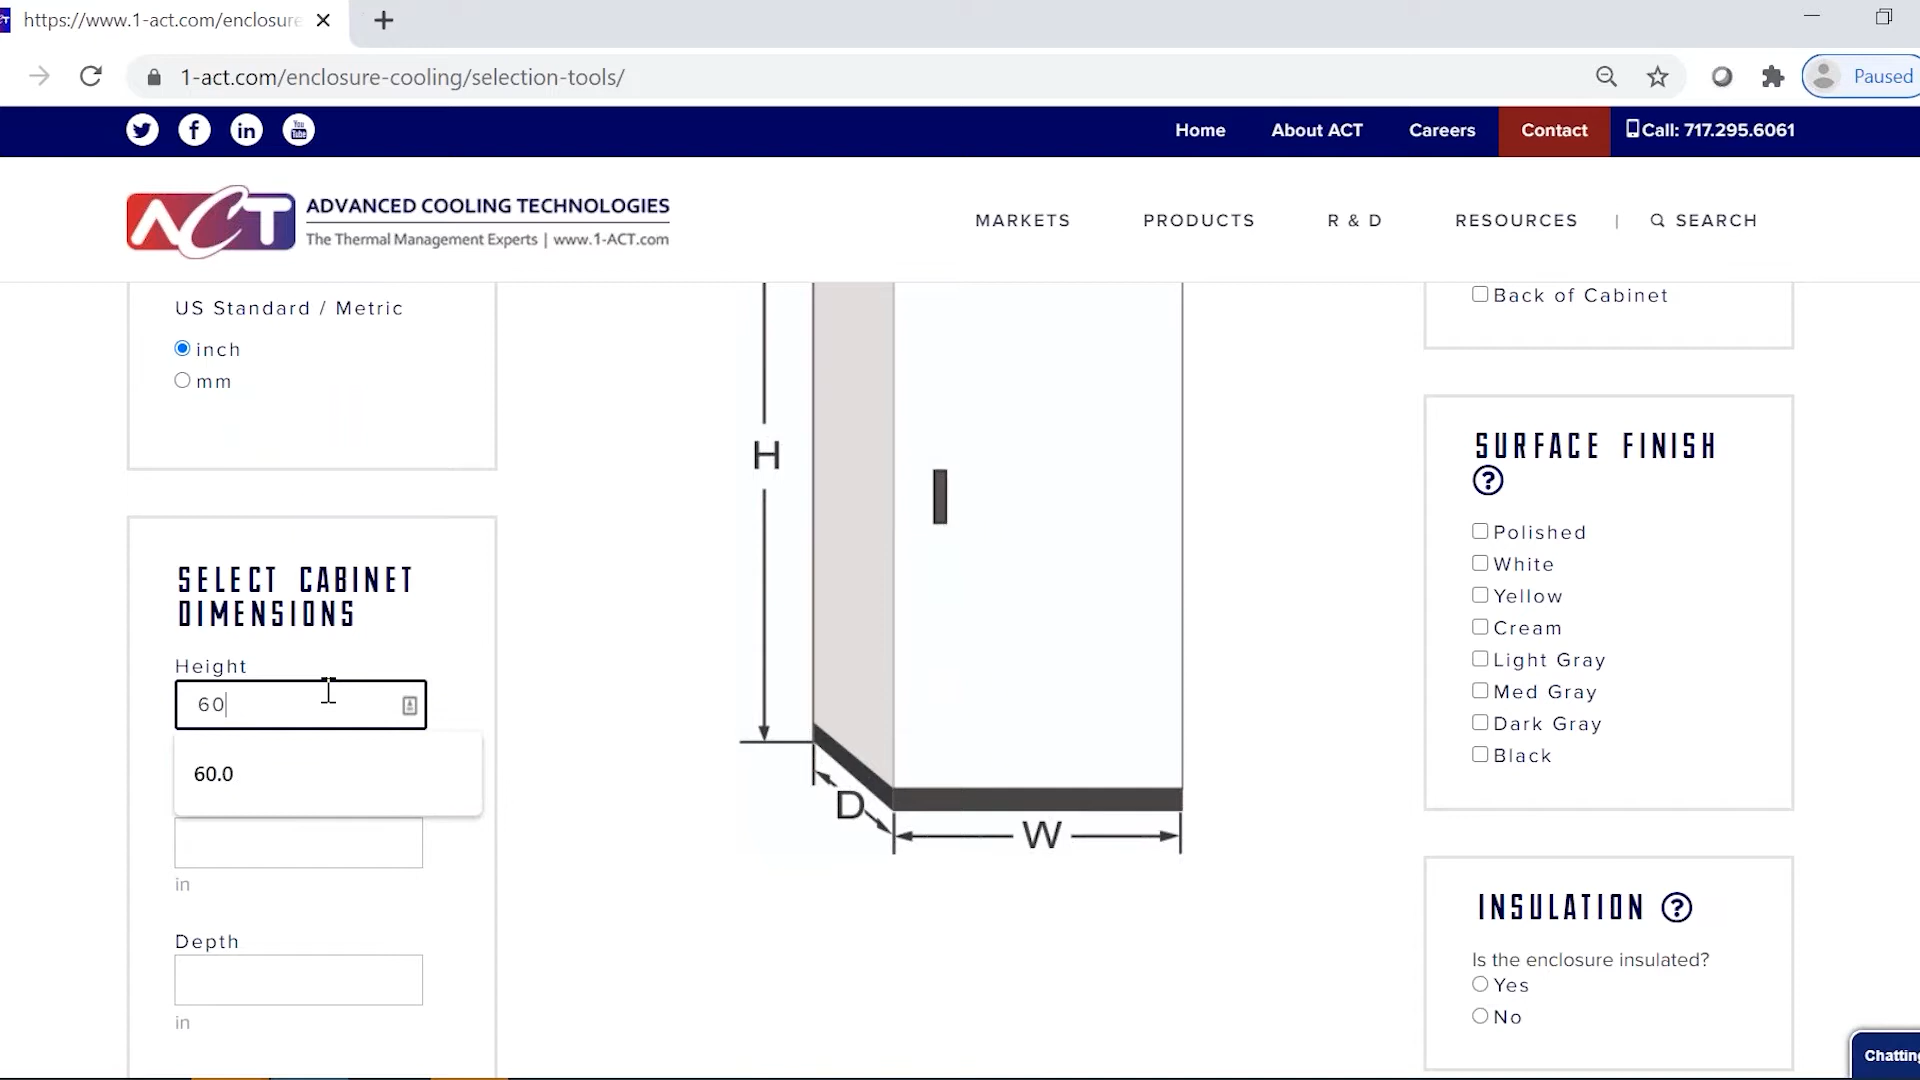 https://www.1-act.com/enclosure
1-act.com/enclosure-cooling/selection-tools/
Paused
You
Tube
Home
About ACT
Careers
Contact
Call: 717.295.6061
ACT
ADVANCED COOLING TECHNOLOGIES
The Thermal Management Experts | www.1-ACT.com
MARKETS
PRODUCTS
R & D
RESOURCES
|
SEARCH
US Standard / Metric
inch
mm
SELECT CABINET
DIMENSIONS
Height
60
60.0
in
Depth
in
H
D
W
Back of Cabinet
SURFACE FINISH
?
Polished
White
Yellow
Cream
Light Gray
Med Gray
Dark Gray
Black
INSULATION ?
Is the enclosure insulated?
Yes
No
Chatting